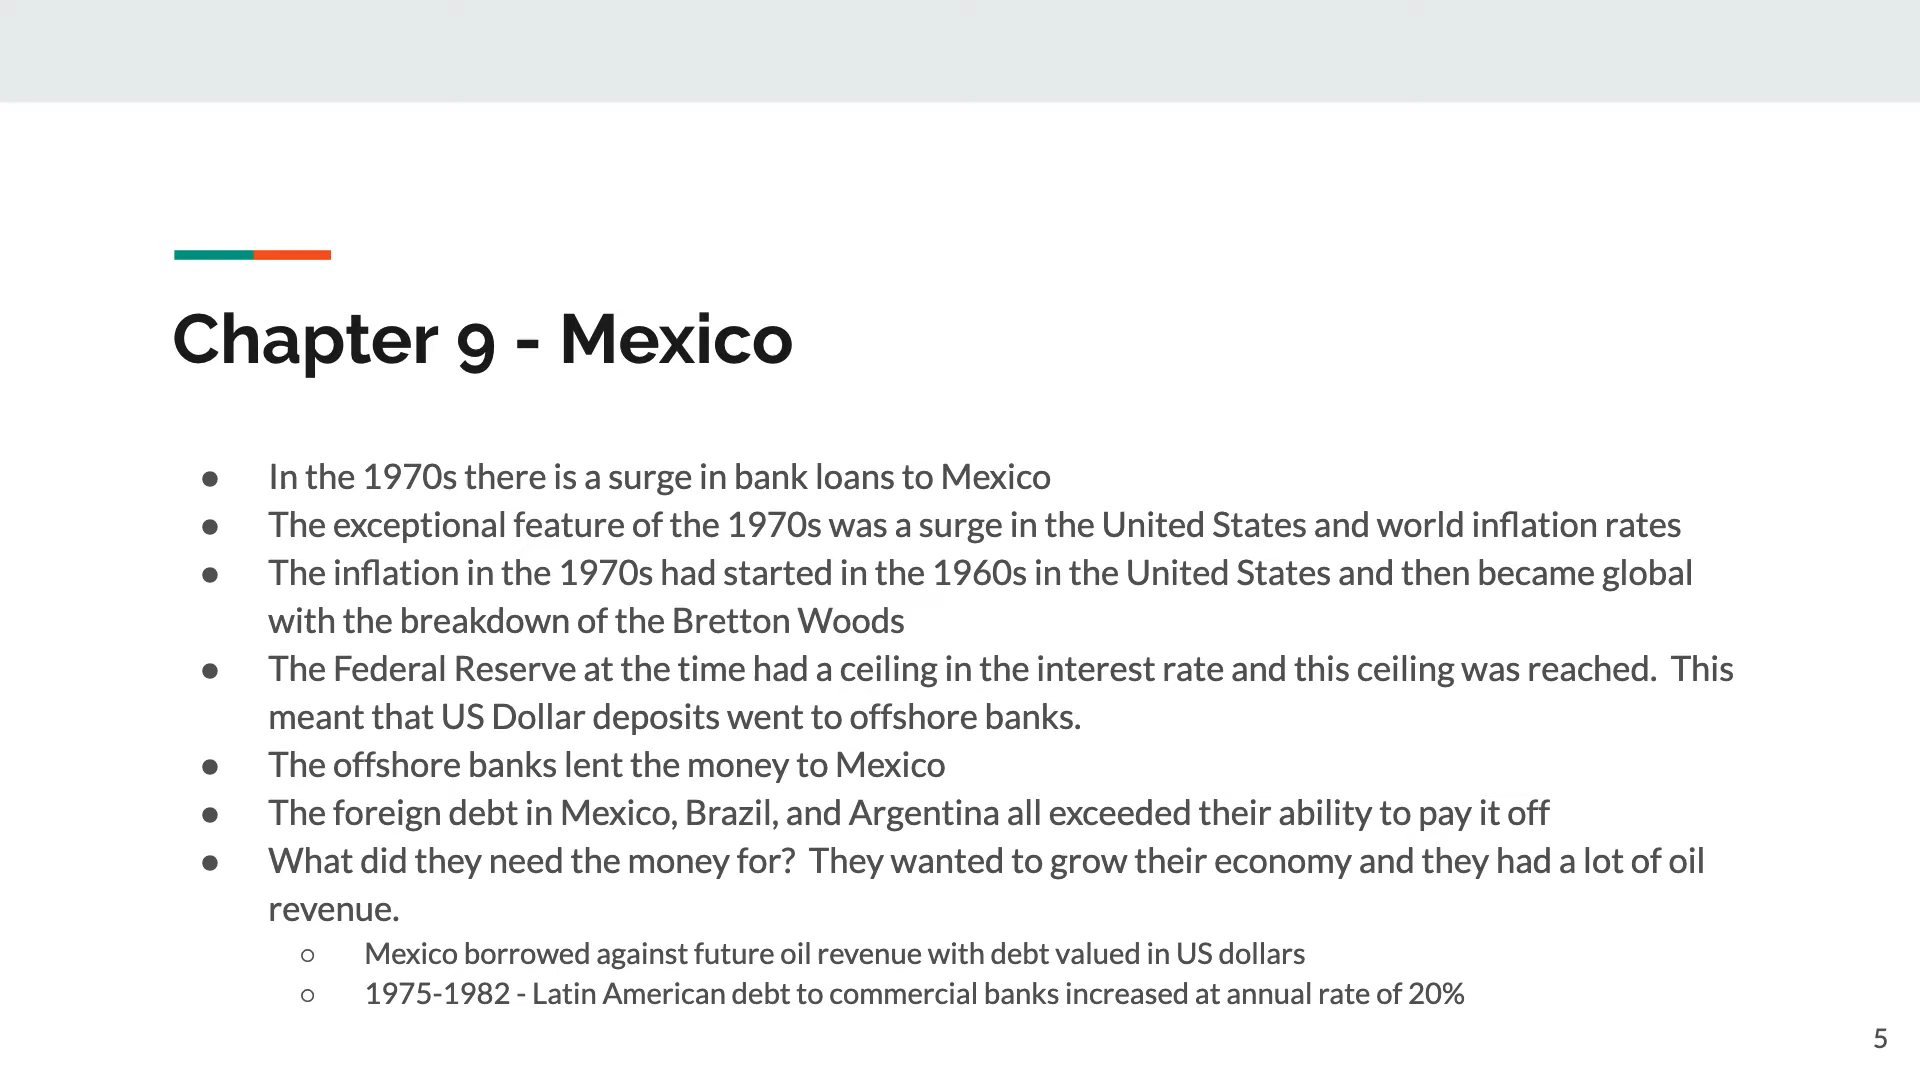 Chapter 9 - Mexico
● In the 1970s there is a surge in bank loans to Mexico
● The exceptional feature of the 1970s was a surge in the United States and world inflation rates
● The inflation in the 1970s had started in the 1960s in the United States and then became global
with the breakdown of the Bretton Woods
● The Federal Reserve at the time had a ceiling in the interest rate and this ceiling was reached.  This
meant that US Dollar deposits went to offshore banks.
● The offshore banks lent the money to Mexico
● The foreign debt in Mexico, Brazil, and Argentina all exceeded their ability to pay it off
● What did they need the money for?  They wanted to grow their economy and they had a lot of oil
revenue.
○ Mexico borrowed against future oil revenue with debt valued in US dollars
○ 1975-1982 - Latin American debt to commercial banks increased at annual rate of 20%
5